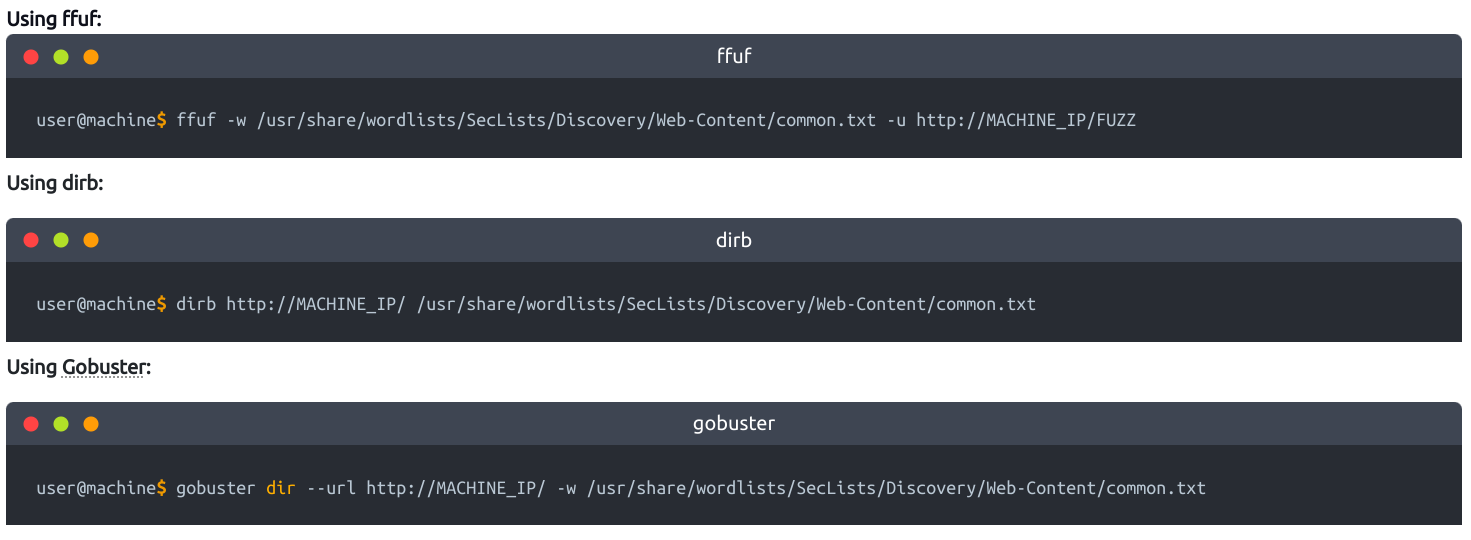 Using ffuf:
ffuf
user@machine$ ffuf -w /usr/share/wordlists/SecLists/Discovery/Web-Content/common.txt -u http://MACHINE_IP/FUZZ
Using dirb:
dirb
user@machine$ dirb http://MACHINE_IP/ /usr/share/wordlists/SecLists/Discovery/Web-Content/common.txt
Using Gobuster:
gobuster
user@machine$ gobuster dir --url http://MACHINE_IP/ -w /usr/share/wordlists/SecLists/Discovery/Web-Content/common.txt